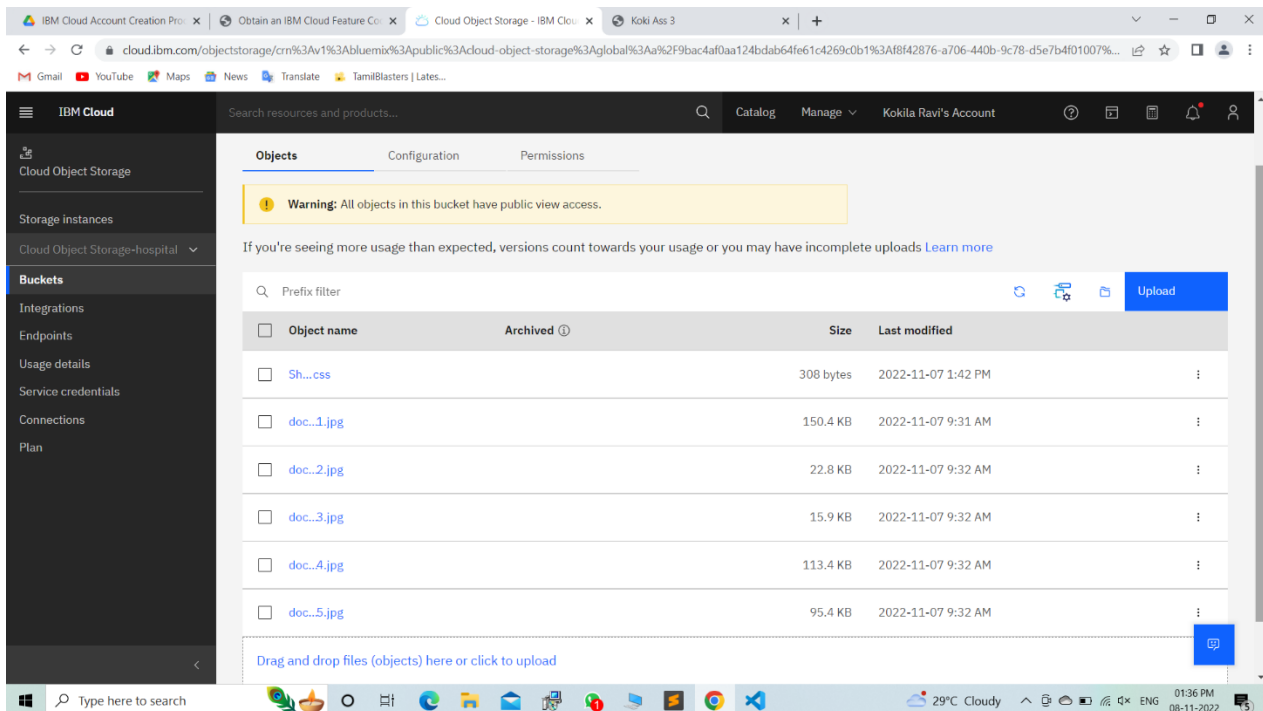 IBM Cloud Account Creation Proc
Obtain an IBM Cloud Feature Co
Cloud Object Storage - IBM Clou
Koki Ass 3
cloud.ibm.com/objectstorage/crn%3Av1%3Abluemix%3Apublic%3Acloud-object-storage%3Aglobal%3Aa%2F9bac4af0aa124bdab64fe61c4269c0b1%3Af8f42876-a706-440b-9c78-d5e7b4f01007%...
Gmail YouTube Maps News Translate TamilBlasters | Lates...
IBM Cloud Search resources and products... Catalog Manage Kokila Ravi's Account
Cloud Object Storage
Storage instances
Cloud Object Storage-hospital
Buckets
Integrations
Endpoints
Usage details
Service credentials
Connections
Plan
Objects Configuration Permissions
Warning: All objects in this bucket have public view access.
If you're seeing more usage than expected, versions count towards your usage or you may have incomplete uploads Learn more
Prefix filter Upload
Object name Archived Size Last modified
Sh...css 308 bytes 2022-11-07 1:42 PM
doc..1.jpg 150.4 KB 2022-11-07 9:31 AM
doc..2.jpg 22.8 KB 2022-11-07 9:32 AM
doc..3.jpg 15.9 KB 2022-11-07 9:32 AM
doc..4.jpg 113.4 KB 2022-11-07 9:32 AM
doc..5.jpg 95.4 KB 2022-11-07 9:32 AM
Drag and drop files (objects) here or click to upload
Type here to search 29°C Cloudy ENG 01:36 PM
08-11-2022